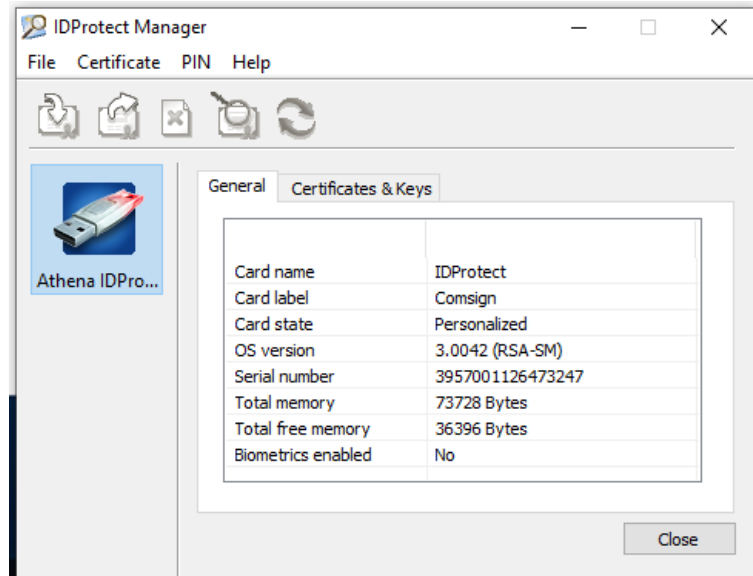 IDProtect Manager
File Certificate PIN Help
Athena IDPro...
General Certificates & Keys
Card name IDProtect
Card label Comsign
Card state Personalized
OS version 3.0042 (RSA-SM)
Serial number 3957001126473247
Total memory 73728 Bytes
Total free memory 36396 Bytes
Biometrics enabled No
Close